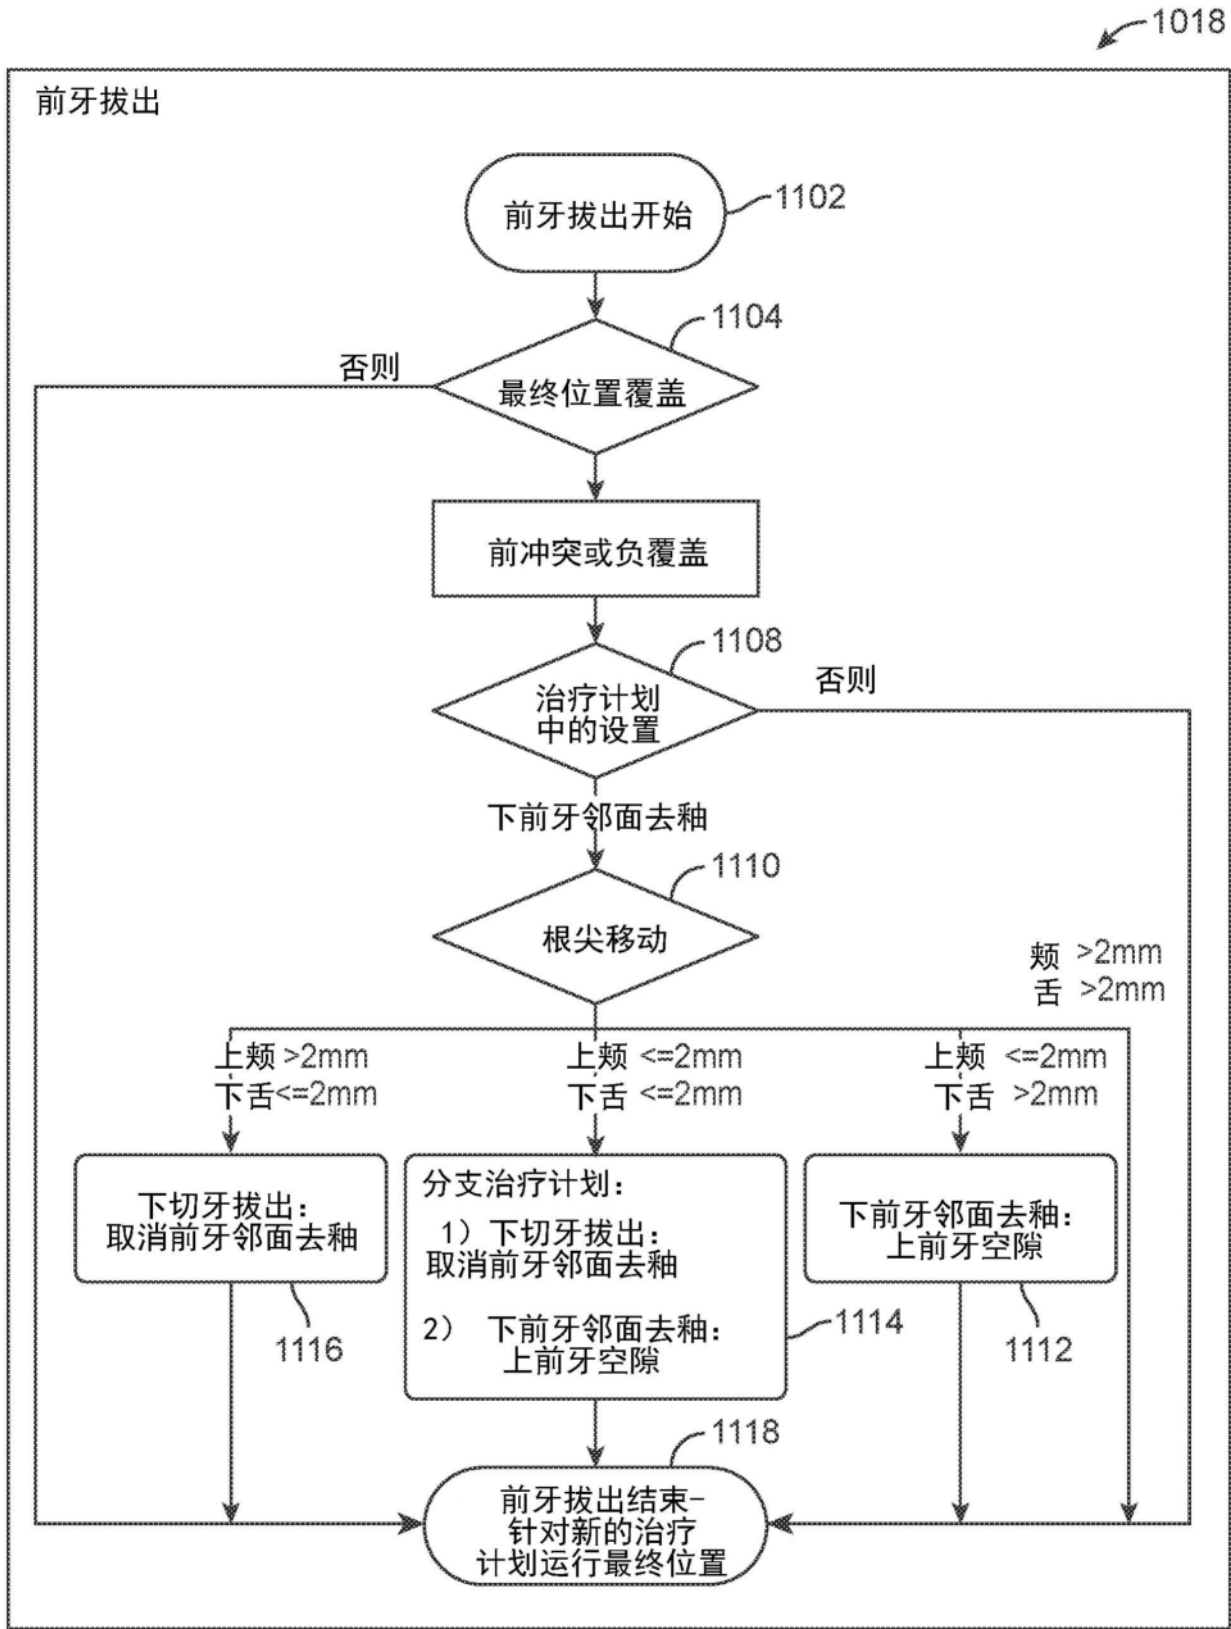 1018
前牙拔出
前牙拔出开始
1102
1104
否则
最终位置覆盖
前冲突或负覆盖
1108
否则
治疗计划
中的设置
下前牙邻面去釉
1110
根尖移动
颊 >2mm
舌 >2mm
上颊 >2mm
下舌<=2mm
上颊 <=2mm
下舌 <=2mm
上颊 <=2mm
下舌 >2mm
下切牙拔出：
取消前牙邻面去釉
1116
分支治疗计划：
1）下切牙拔出：
取消前牙邻面去釉
2） 下前牙邻面去釉：
上前牙空隙
1114
下前牙邻面去釉：
上前牙空隙
1112
1118
前牙拔出结束-
针对新的治疗
计划运行最终位置